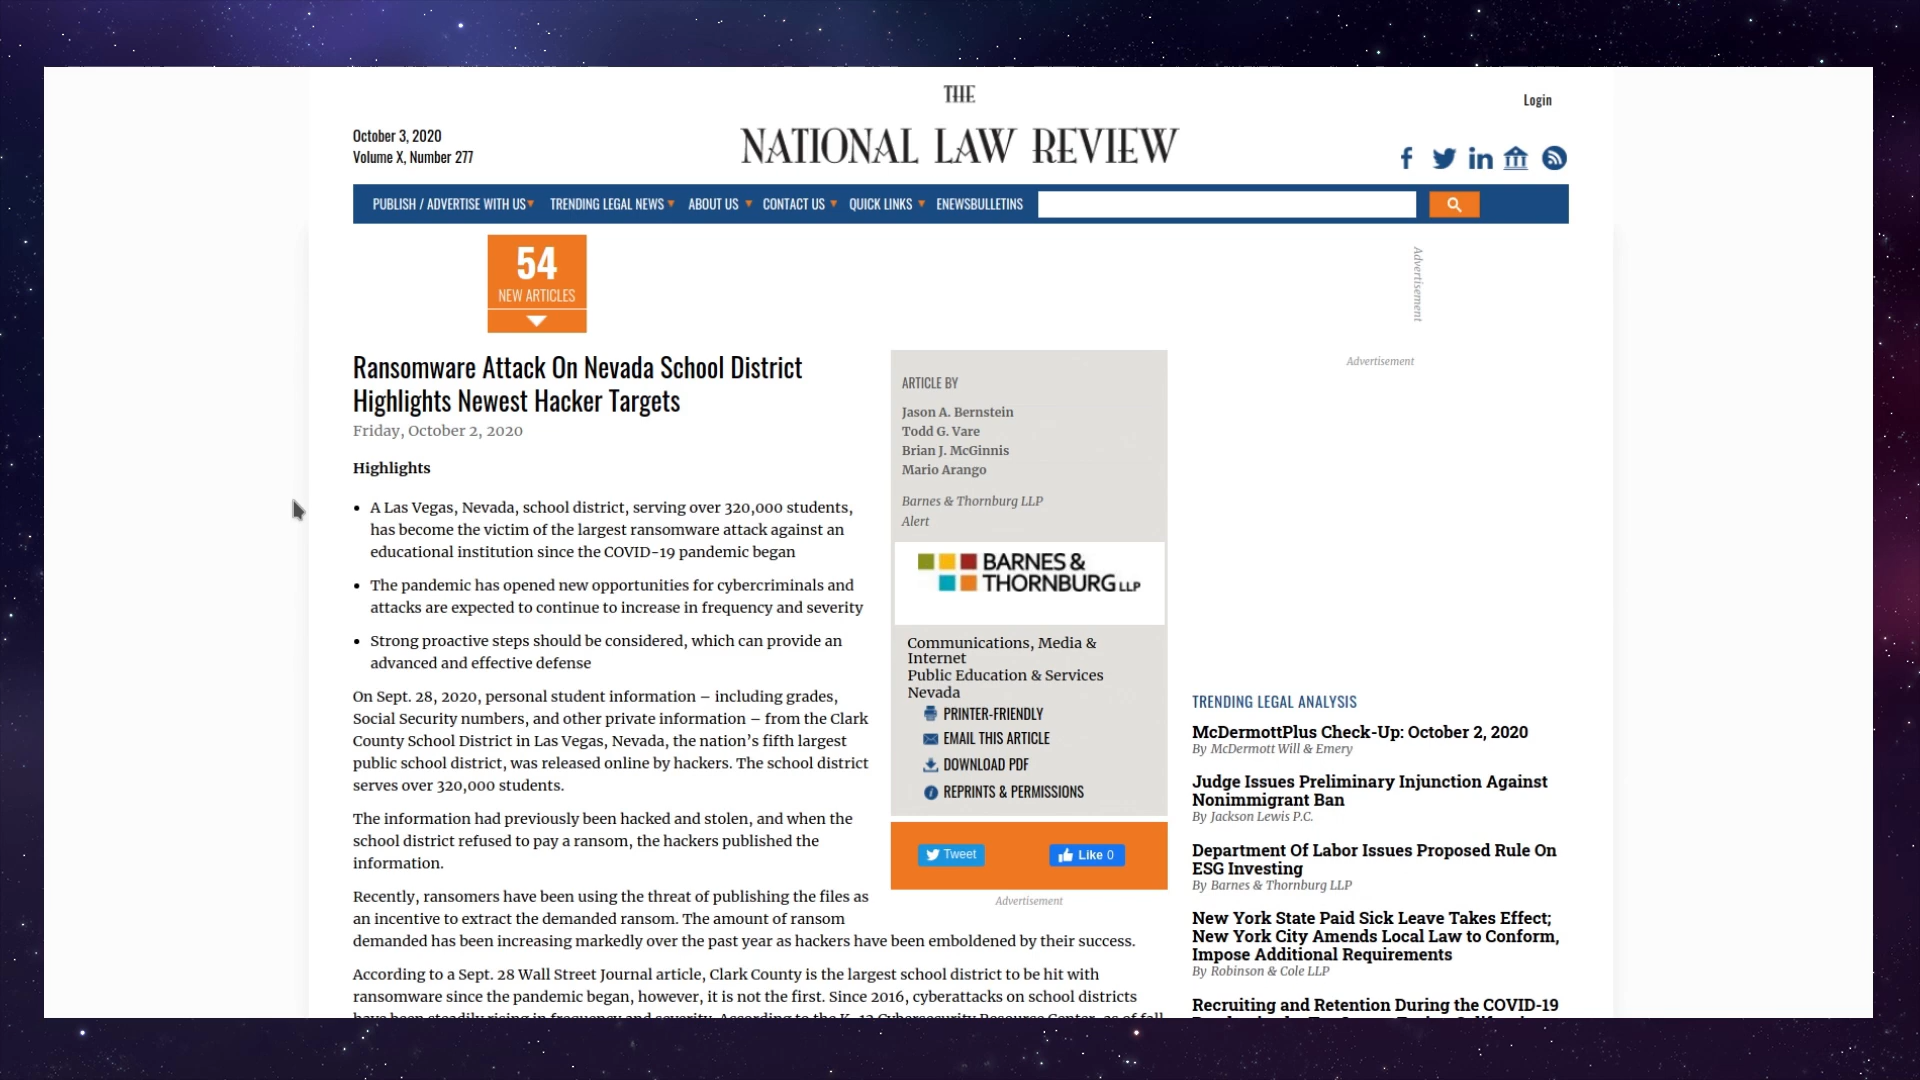 THE
Login
October 3, 2020
NATIONAL LAW REVIEW
Volume X, Number 277
PUBLISH / ADVERTISE WITH US TRENDING LEGAL NEWS ABOUT US CONTACT US QUICK LINKS ENEWSBULLETINS
54
NEW ARTICLES
Advertisement
Ransomware Attack On Nevada School District
Highlights Newest Hacker Targets
Friday, October 2, 2020
Highlights
• A Las Vegas, Nevada, school district, serving over 320,000 students,
has become the victim of the largest ransomware attack against an
educational institution since the COVID-19 pandemic began
• The pandemic has opened new opportunities for cybercriminals and
attacks are expected to continue to increase in frequency and severity
• Strong proactive steps should be considered, which can provide an
advanced and effective defense
On Sept. 28, 2020, personal student information – including grades,
Social Security numbers, and other private information – from the Clark
County School District in Las Vegas, Nevada, the nation’s fifth largest
public school district, was released online by hackers. The school district
serves over 320,000 students.
The information had previously been hacked and stolen, and when the
school district refused to pay a ransom, the hackers published the
information.
Recently, ransomers have been using the threat of publishing the files as
an incentive to extract the demanded ransom. The amount of ransom
demanded has been increasing markedly over the past year as hackers have been emboldened by their success.
According to a Sept. 28 Wall Street Journal article, Clark County is the largest school district to be hit with
ransomware since the pandemic began, however, it is not the first. Since 2016, cyberattacks on school districts
have been steadily rising in frequency and severity. According to the K-12 Cybersecurity Resource Center, as of fall
ARTICLE BY
Jason A. Bernstein
Todd G. Vare
Brian J. McGinnis
Mario Arango
Barnes & Thornburg LLP
Alert
BARNES &
THORNBURG LLP
Communications, Media &
Internet
Public Education & Services
Nevada
PRINTER-FRIENDLY
EMAIL THIS ARTICLE
DOWNLOAD PDF
REPRINTS & PERMISSIONS
Tweet
Like 0
Advertisement
Advertisement
TRENDING LEGAL ANALYSIS
McDermottPlus Check-Up: October 2, 2020
By McDermott Will & Emery
Judge Issues Preliminary Injunction Against
Nonimmigrant Ban
By Jackson Lewis P.C.
Department Of Labor Issues Proposed Rule On
ESG Investing
By Barnes & Thornburg LLP
New York State Paid Sick Leave Takes Effect;
New York City Amends Local Law to Conform,
Impose Additional Requirements
By Robinson & Cole LLP
Recruiting and Retention During the COVID-19